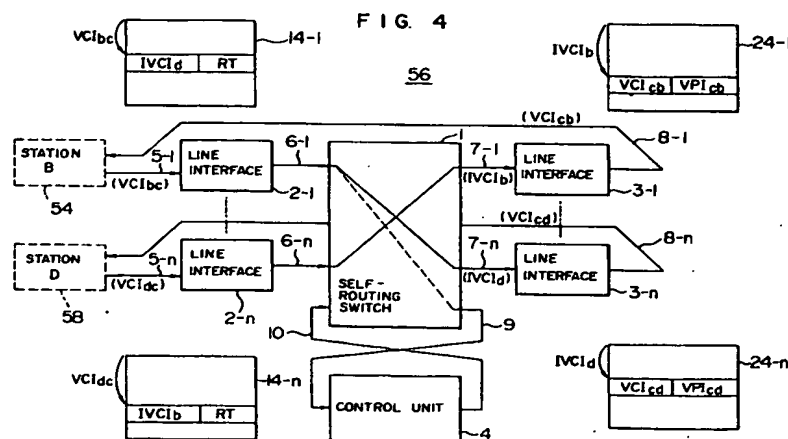 FIG. 4
VCIbc
14-1
IVCId RT
56
IVCIb
24-1
VCIcb VPIcb
(VCIcb)
STATION B
54
5-1
(VCIbc)
LINE INTERFACE
2-1
6-1
1
7-1
(IVCIb)
LINE INTERFACE
3-1
8-1
(VCIcd)
STATION D
58
5-n
(VCIdc)
LINE INTERFACE
2-n
6-n
SELF-ROUTING SWITCH
7-n
(IVCId)
LINE INTERFACE
3-n
8-n
10
9
VCIdc
14-n
IVCIb RT
CONTROL UNIT
4
IVCId
24-n
VCIcd VPIcd